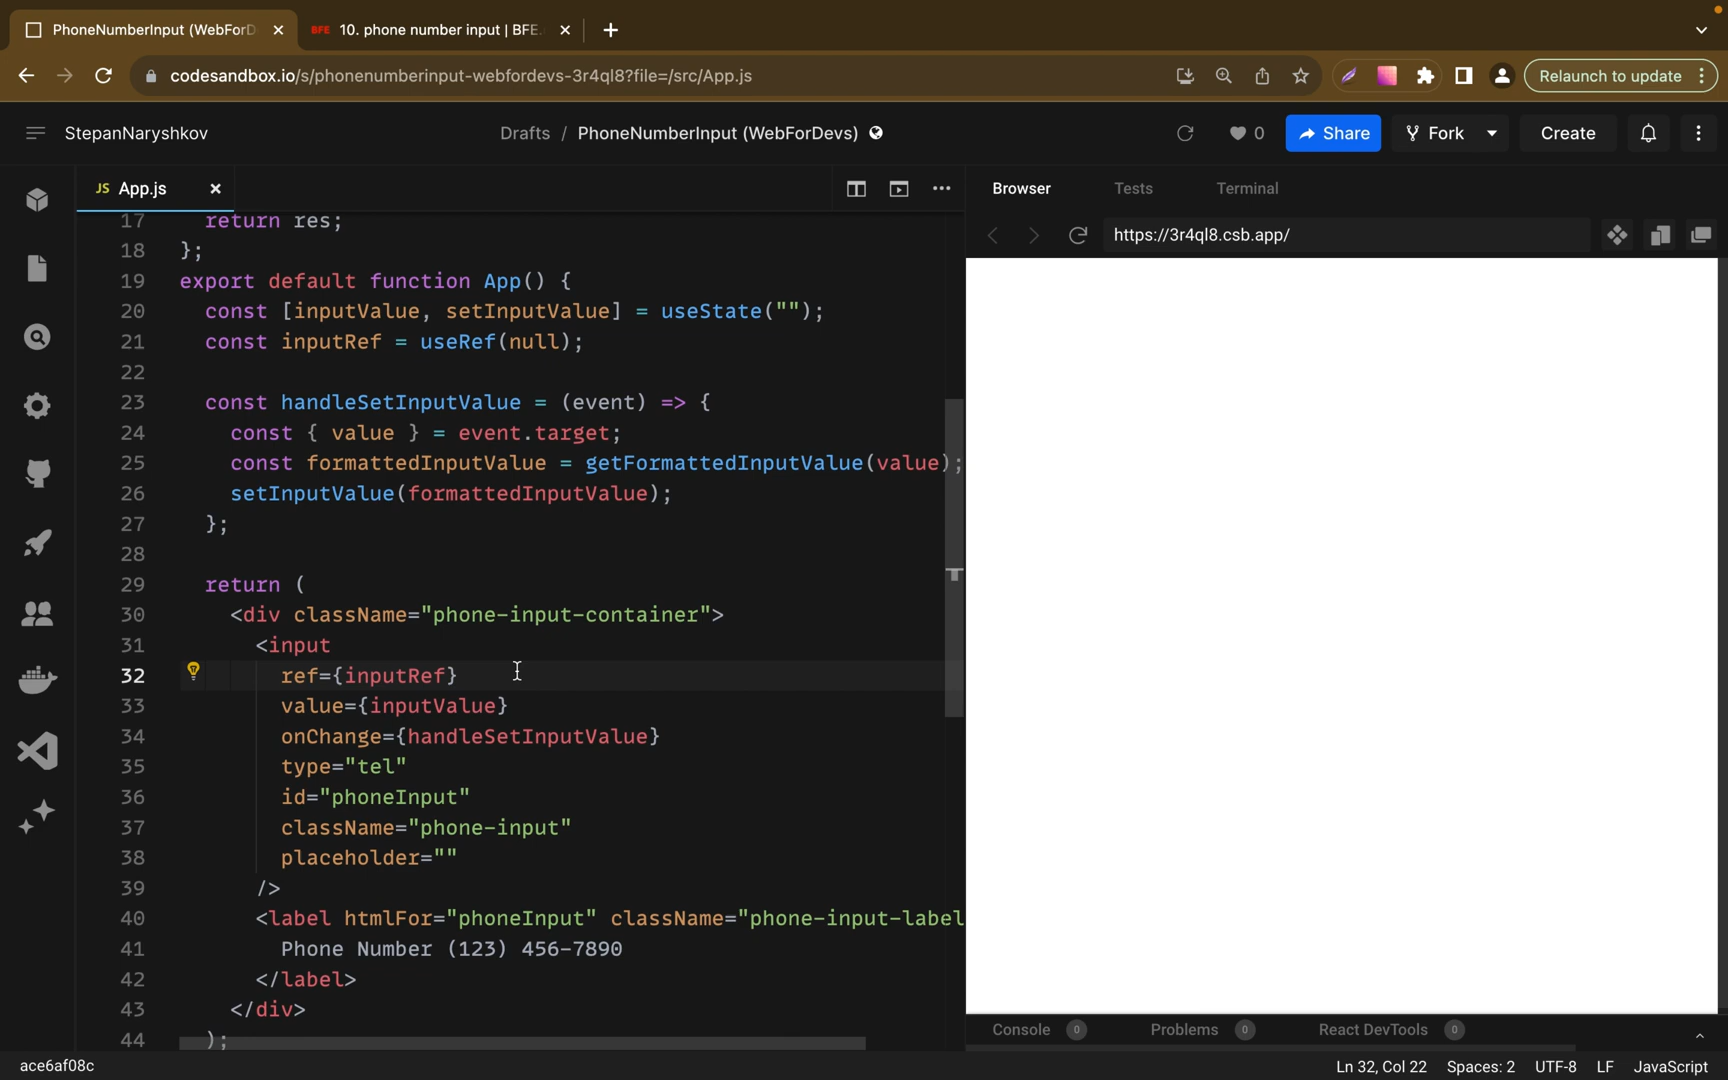 PhoneNumberInput (WebForD
BFE 10. phone number input | BFE.
codesandbox.io/s/phonenumberinput-webfordevs-3r4ql8?file=/src/App.js
Relaunch to update
StepanNaryshkov
Drafts / PhoneNumberInput (WebForDevs)
0
Share
Fork
Create
JS App.js
Browser
Tests
Terminal
https://3r4ql8.csb.app/
17 return res;
18 };
19 export default function App() {
20 const [inputValue, setInputValue] = useState("");
21 const inputRef = useRef(null);
22
23 const handleSetInputValue = (event) => {
24 const { value } = event.target;
25 const formattedInputValue = getFormattedInputValue(value);
26 setInputValue(formattedInputValue);
27 };
28
29 return (
30 <div className="phone-input-container">
31 <input
32 ref={inputRef}
33 value={inputValue}
34 onChange={handleSetInputValue}
35 type="tel"
36 id="phoneInput"
37 className="phone-input"
38 placeholder=""
39 />
40 <label htmlFor="phoneInput" className="phone-input-label
41 Phone Number (123) 456-7890
42 </label>
43 </div>
44 );
Console 0
Problems 0
React DevTools 0
ace6af08c
Ln 32, Col 22
Spaces: 2
UTF-8
LF
JavaScript